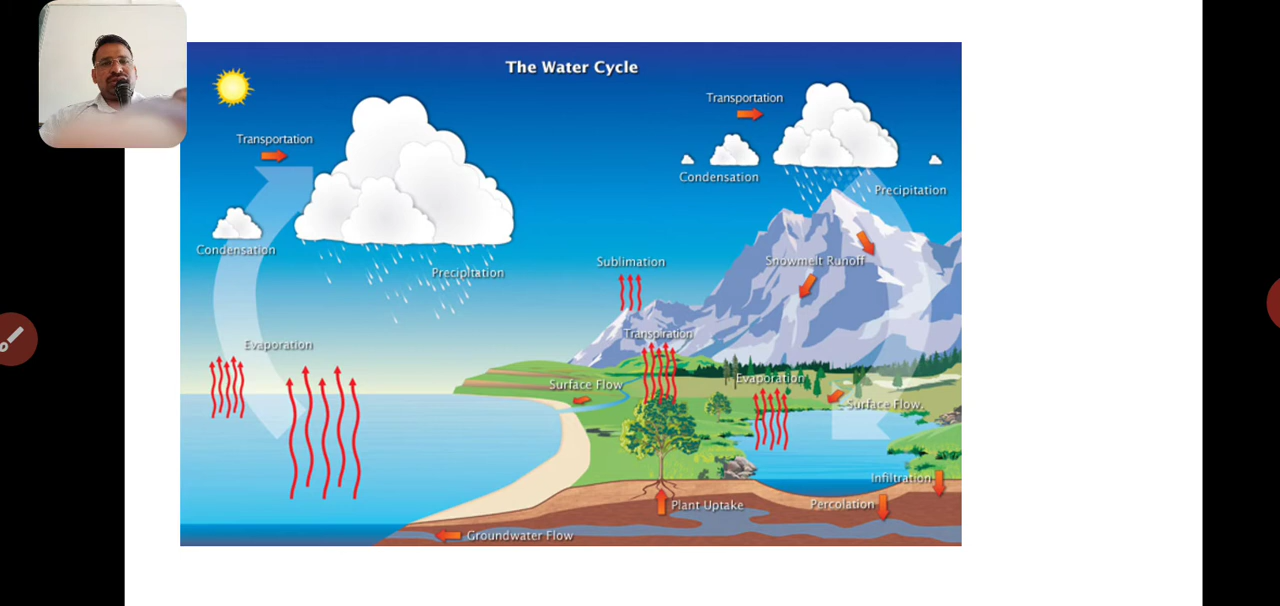 The Water Cycle
Transportation
Transportation
Condensation
Precipitation
Condensation
Precipitation
Sublimation
Snowmelt Runoff
Transpiration
Evaporation
Evaporation
Surface Flow
Surface Flow
Infiltration
Plant Uptake
Percolation
Groundwater Flow